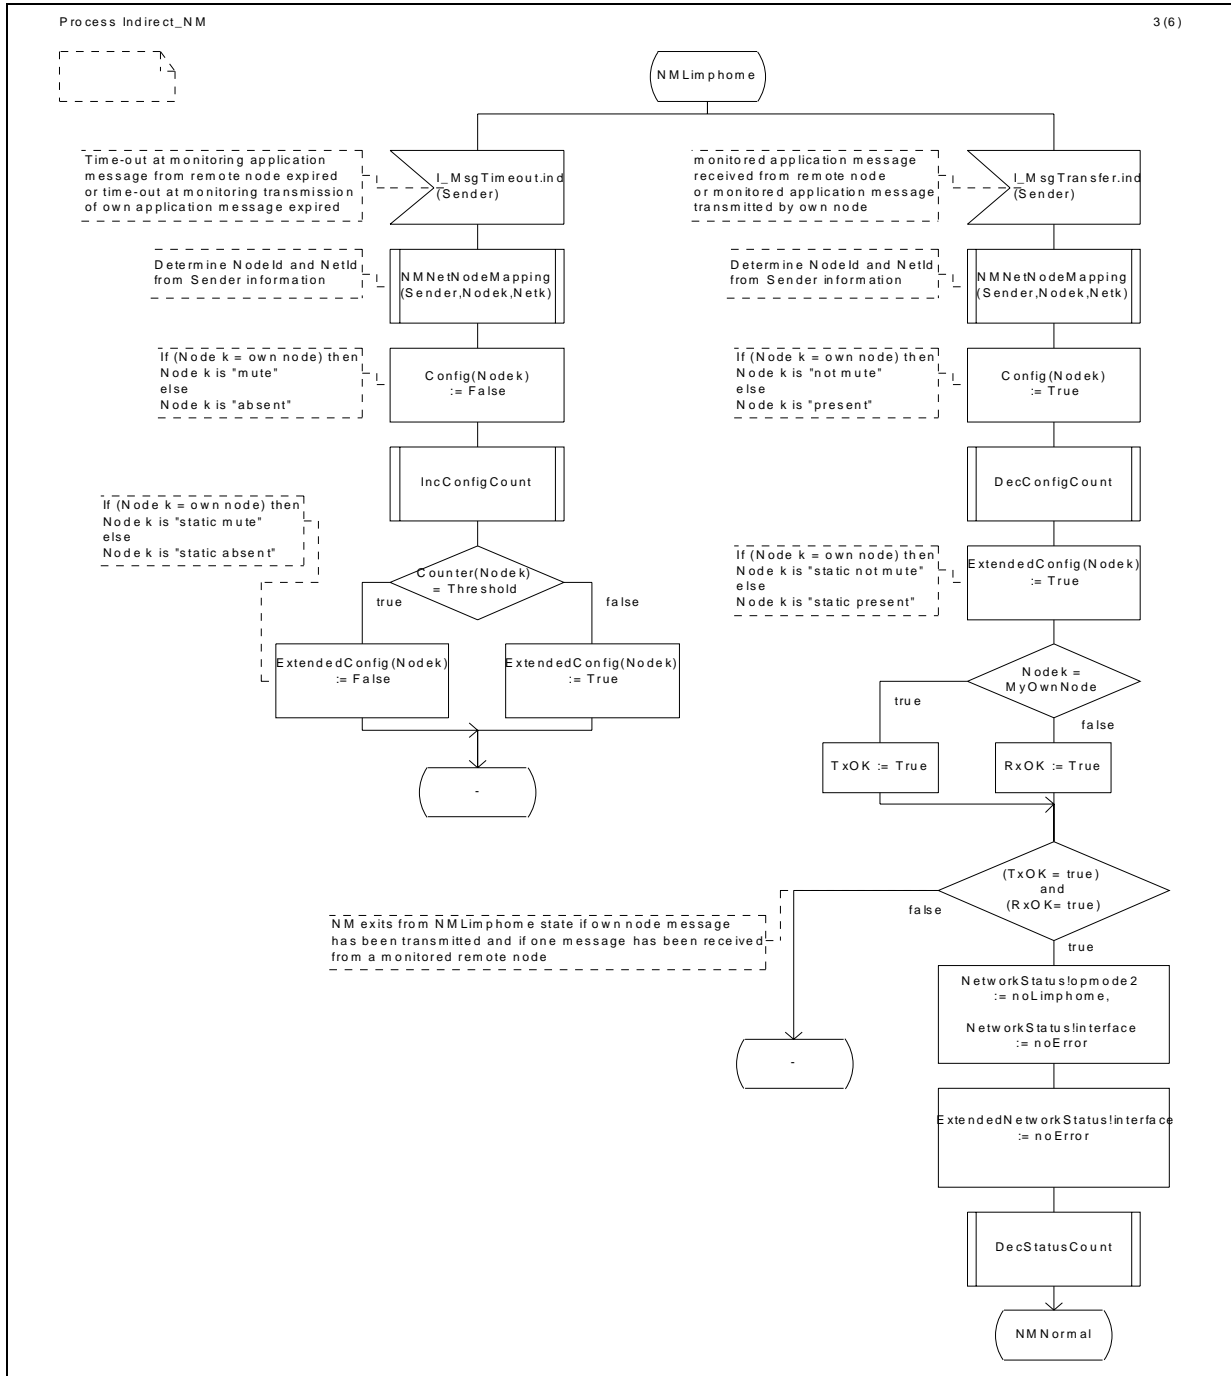 Process Indirect_NM
3(6)
NMLimphome
Time-out at monitoring application
message from remote node expired
or time-out at monitoring transmission
of own application message expired
I_MsgTimeout.ind
(Sender)
monitored application message
received from remote node
or monitored application message
transmitted by own node
I_MsgTransfer.ind
(Sender)
Determine NodeId and NetId
from Sender information
NMNetNodeMapping
(Sender,Nodek,Netk)
Determine NodeId and NetId
from Sender information
NMNetNodeMapping
(Sender,Nodek,Netk)
If (Node k = own node) then
Node k is "mute"
else
Node k is "absent"
Config(Nodek)
:= False
If (Node k = own node) then
Node k is "not mute"
else
Node k is "present"
Config(Nodek)
:= True
IncConfigCount
DecConfigCount
If (Node k = own node) then
Node k is "static mute"
else
Node k is "static absent"
Counter(Nodek)
= Threshold
true
false
If (Node k = own node) then
Node k is "static not mute"
else
Node k is "static present"
ExtendedConfig(Nodek)
:= True
ExtendedConfig(Nodek)
:= False
ExtendedConfig(Nodek)
:= True
Nodek =
MyOwnNode
true
false
TxOK := True
RxOK := True
-
(TxOK = true)
and
(RxOK= true)
false
true
NM exits from NMLimphome state if own node message
has been transmitted and if one message has been received
from a monitored remote node
NetworkStatus!opmode2
:= noLimphome,
NetworkStatus!interface
:= noError
-
ExtendedNetworkStatus!interface
:= noError
DecStatusCount
NMNormal